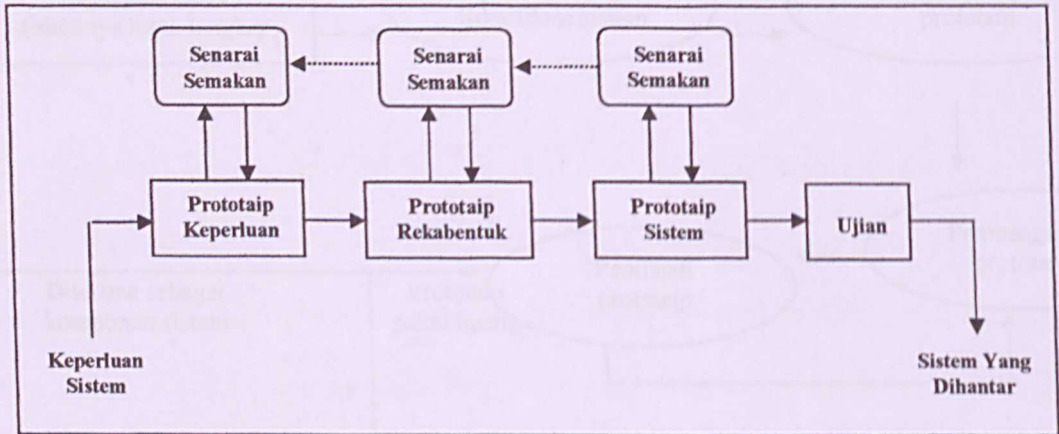 Senarai
Semakan
Senarai
Semakan
Senarai
Semakan
Prototaip
Keperluan
Prototaip
Rekabentuk
Prototaip
Sistem
Ujian
Keperluan
Sistem
Sistem Yang
Dihantar